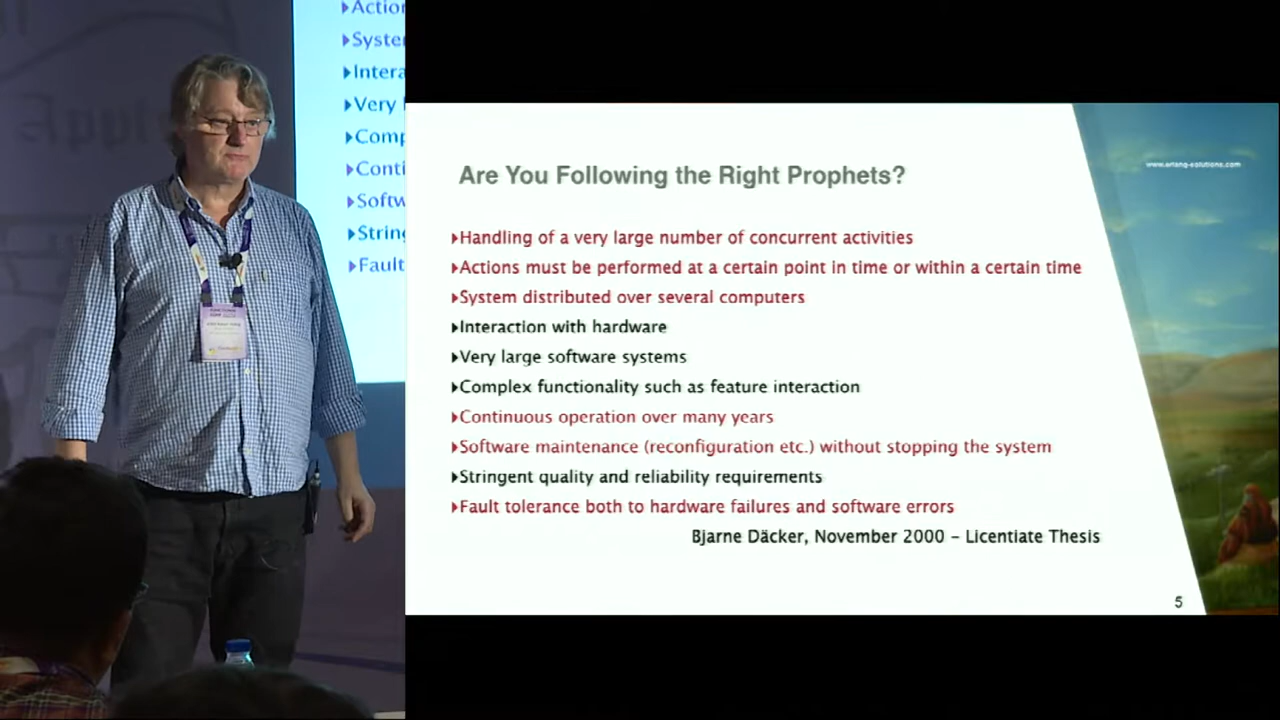 Appt
▸Action
▸Syste
▸Intera
▸Very
▸Comp
▸Conti
▸Softw
▸String
▸Fault
www.erlang-solutions.com
Are You Following the Right Prophets?
▸Handling of a very large number of concurrent activities
▸Actions must be performed at a certain point in time or within a certain time
▸System distributed over several computers
▸Interaction with hardware
▸Very large software systems
▸Complex functionality such as feature interaction
▸Continuous operation over many years
▸Software maintenance (reconfiguration etc.) without stopping the system
▸Stringent quality and reliability requirements
▸Fault tolerance both to hardware failures and software errors
Bjarne Däcker, November 2000 – Licentiate Thesis
5